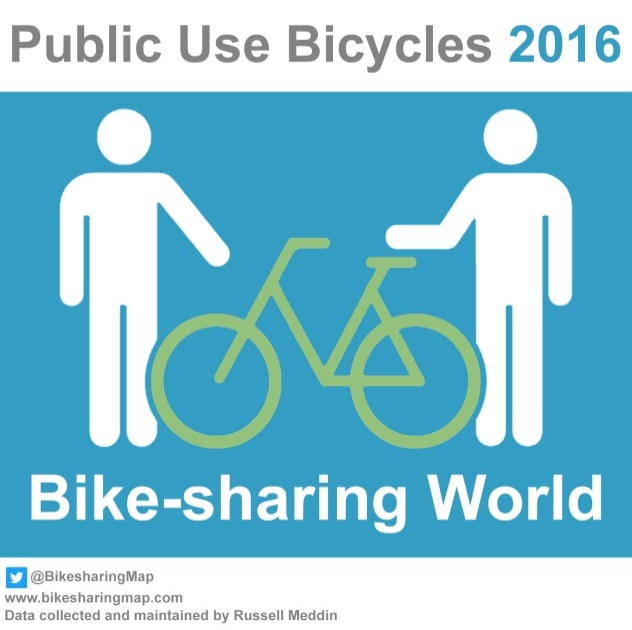 Public Use Bicycles 2016
Bike-sharing World
@BikesharingMap
www.bikesharingmap.com
Data collected and maintained by Russell Meddin